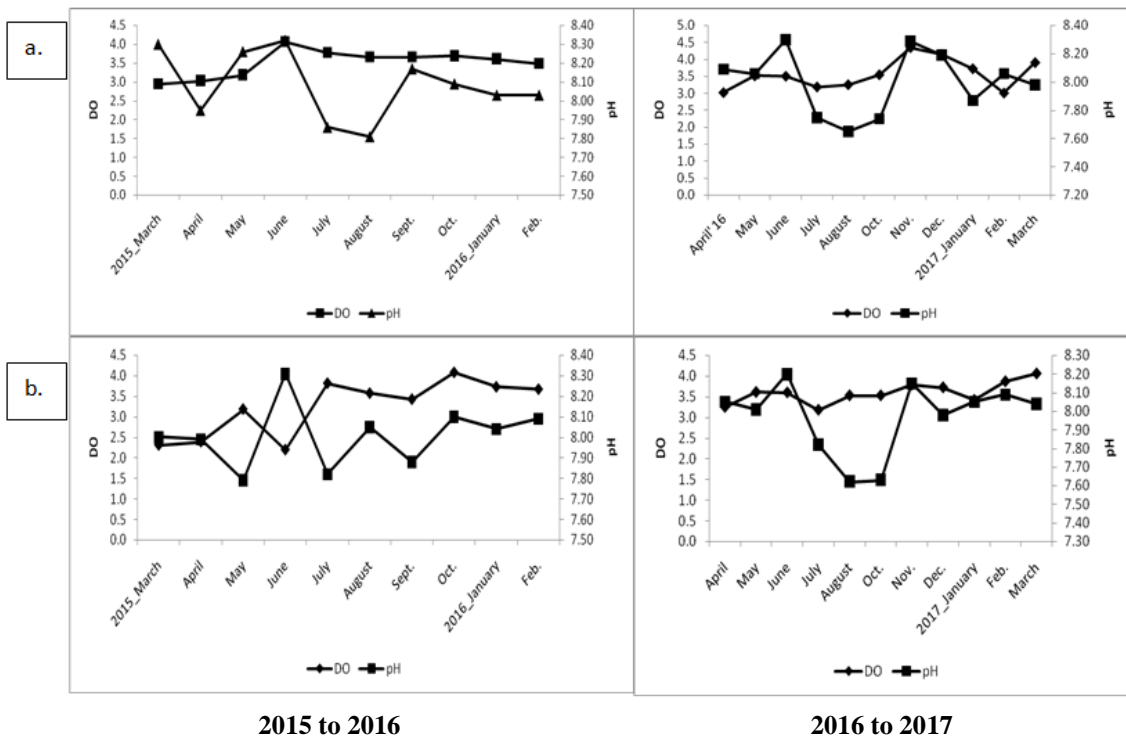 a.
4.5
4.0
3.5
3.0
2.5
2.0
1.5
1.0
0.5
0.0
DO
8.40
8.30
8.20
8.10
8.00
7.90
7.80
7.70
7.60
7.50
pH
2015_March
April
May
June
July
August
Sept.
Oct.
2016_January
Feb.
DO pH
5.0
4.5
4.0
3.5
3.0
2.5
2.0
1.5
1.0
0.5
0.0
DO
8.40
8.20
8.00
7.80
7.60
7.40
7.20
pH
April'16
May
June
July
August
Oct.
Nov.
Dec.
2017_January
Feb.
March
DO pH
b.
4.5
4.0
3.5
3.0
2.5
2.0
1.5
1.0
0.5
0.0
DO
8.40
8.30
8.20
8.10
8.00
7.90
7.80
7.70
7.60
7.50
pH
2015_March
April
May
June
July
August
Sept.
Oct.
2016_January
Feb.
DO pH
4.5
4.0
3.5
3.0
2.5
2.0
1.5
1.0
0.5
0.0
DO
8.30
8.20
8.10
8.00
7.90
7.80
7.70
7.60
7.50
7.40
7.30
pH
April
May
June
July
August
Oct.
Nov.
Dec.
2017_January
Feb.
March
DO pH
2015 to 2016
2016 to 2017